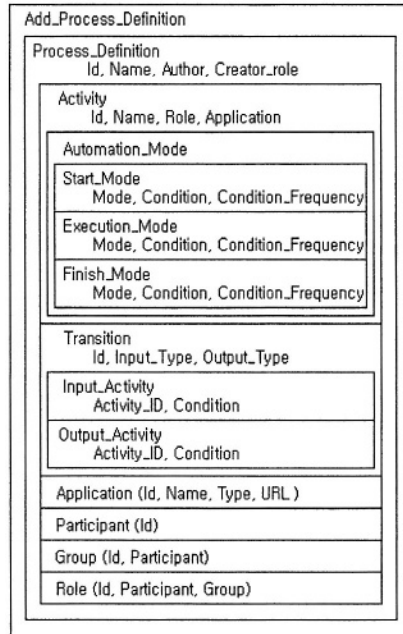 Add_Process_Definition
Process_Definition
Id, Name, Author, Creator_role
Activity
Id, Name, Role, Application
Automation_Mode
Start_Mode
Mode, Condition, Condition_Frequency
Execution_Mode
Mode, Condition, Condition_Frequency
Finish_Mode
Mode, Condition, Condition_Frequency
Transition
Id, Input_Type, Output_Type
Input_Activity
Activity_ID, Condition
Output_Activity
Activity_ID, Condition
Application (Id, Name, Type, URL )
Participant (Id)
Group (Id, Participant)
Role (Id, Participant, Group)